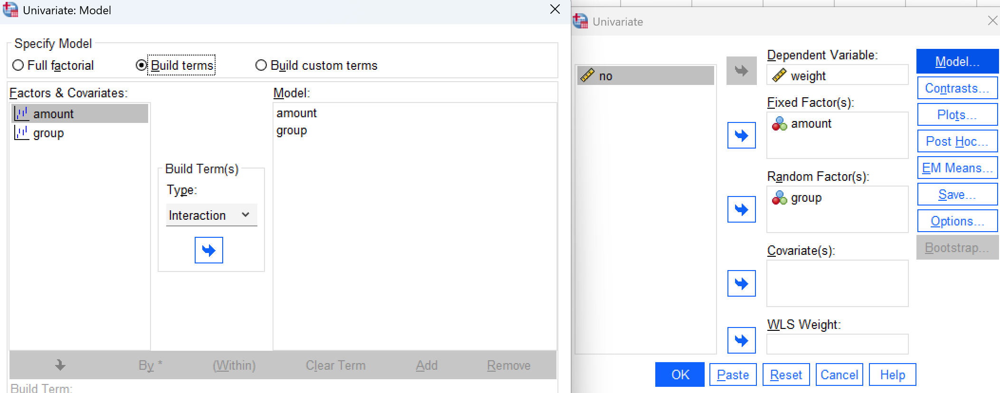 Univariate: Model
Specify Model
Full factorial
Build terms
Build custom terms
Factors & Covariates:
amount
group
Build Term(s)
Type:
Interaction
Model:
amount
group
By *
(Within)
Clear Term
Add
Remove
Build Term:
Univariate
no
Dependent Variable:
weight
Fixed Factor(s):
amount
Random Factor(s):
group
Covariate(s):
WLS Weight:
Model...
Contrasts...
Plots...
Post Hoc...
EM Means...
Save...
Options...
Bootstrap...
OK
Paste
Reset
Cancel
Help